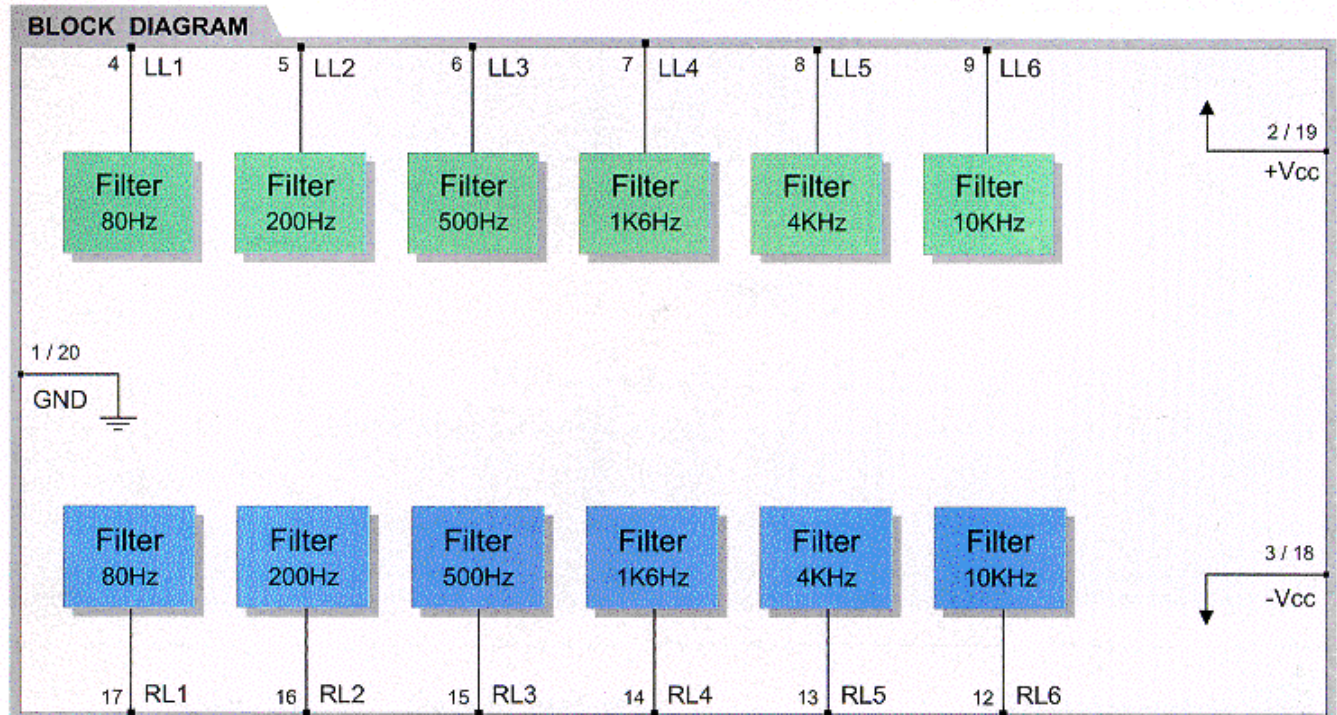 BLOCK DIAGRAM
4 LL1
5 LL2
6 LL3
7 LL4
8 LL5
9 LL6
Filter
80Hz
Filter
200Hz
Filter
500Hz
Filter
1K6Hz
Filter
4KHz
Filter
10KHz
2 / 19
+Vcc
1 / 20
GND
Filter
80Hz
Filter
200Hz
Filter
500Hz
Filter
1K6Hz
Filter
4KHz
Filter
10KHz
3 / 18
-Vcc
17 RL1
16 RL2
15 RL3
14 RL4
13 RL5
12 RL6